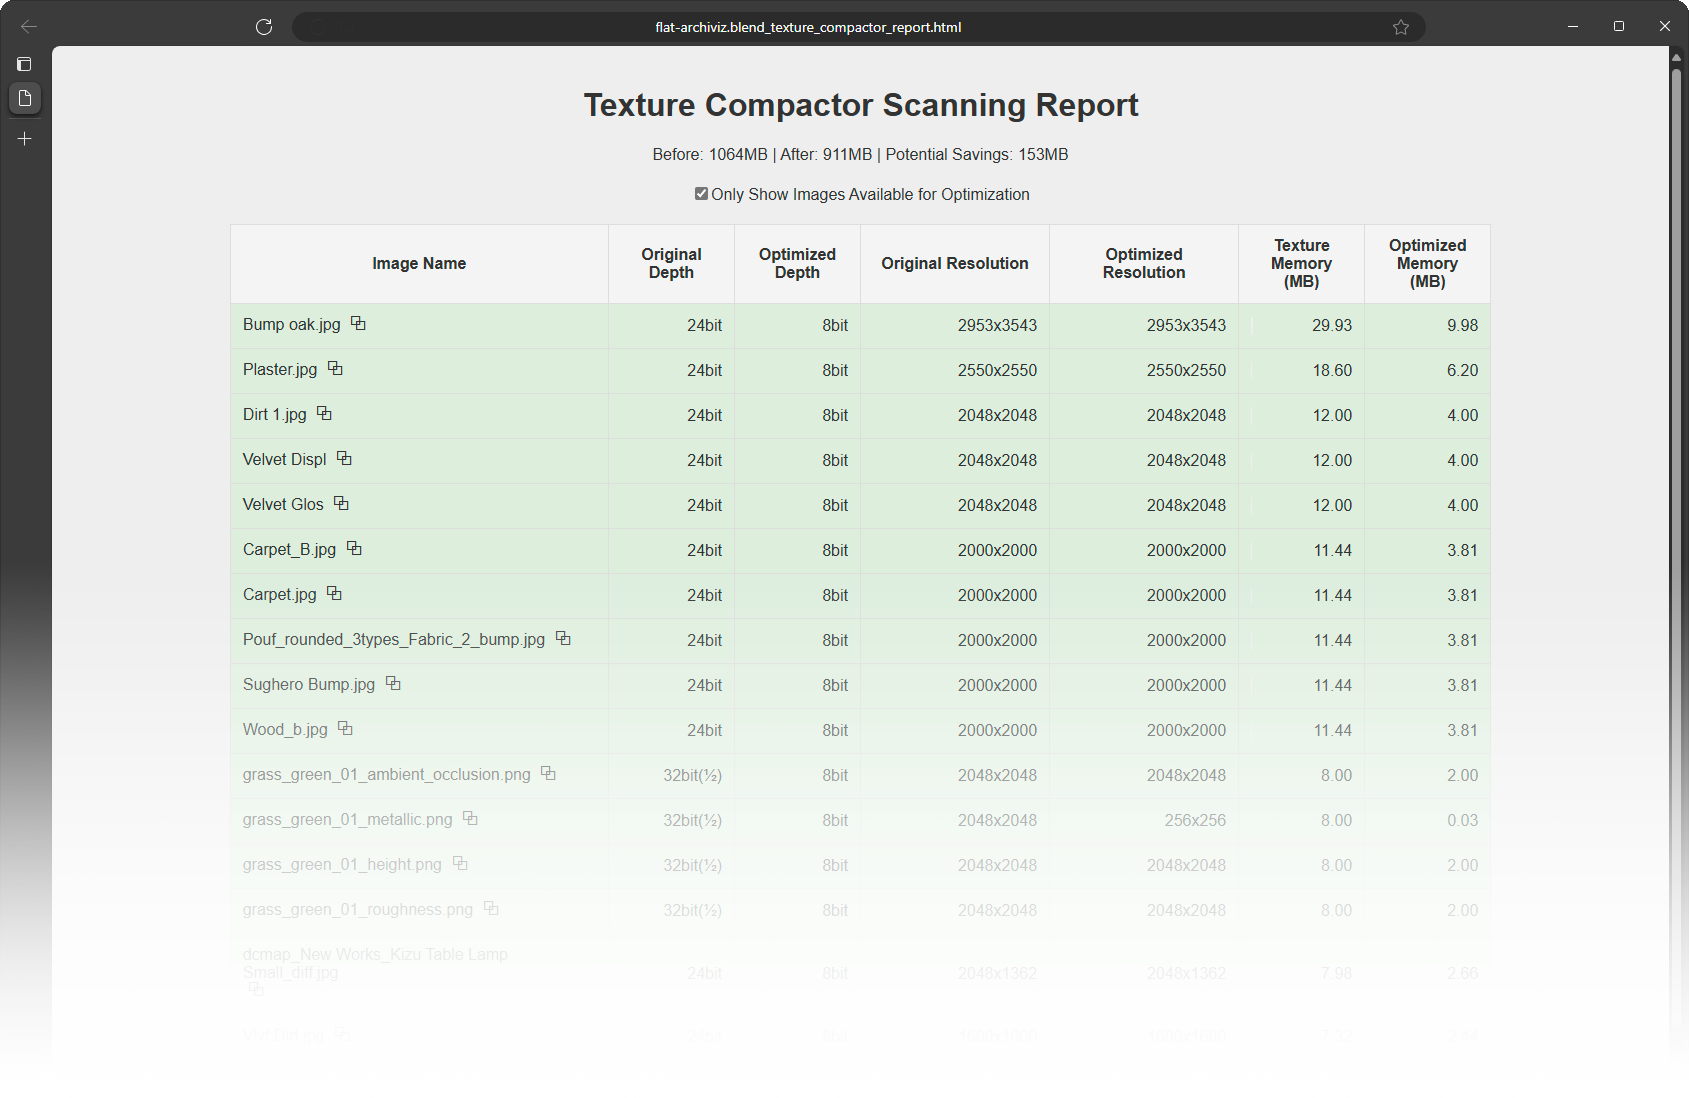 flat-archiviz.blend_texture_compactor_report.html
Texture Compactor Scanning Report
Before: 1064MB | After: 911MB | Potential Savings: 153MB
Only Show Images Available for Optimization
Image Name Original Depth Optimized Depth Original Resolution Optimized Resolution Texture Memory (MB) Optimized Memory (MB)
Bump oak.jpg 24bit 8bit 2953x3543 2953x3543 29.93 9.98
Plaster.jpg 24bit 8bit 2550x2550 2550x2550 18.60 6.20
Dirt 1.jpg 24bit 8bit 2048x2048 2048x2048 12.00 4.00
Velvet Displ 24bit 8bit 2048x2048 2048x2048 12.00 4.00
Velvet Glos 24bit 8bit 2048x2048 2048x2048 12.00 4.00
Carpet_B.jpg 24bit 8bit 2000x2000 2000x2000 11.44 3.81
Carpet.jpg 24bit 8bit 2000x2000 2000x2000 11.44 3.81
Pouf_rounded_3types_Fabric_2_bump.jpg 24bit 8bit 2000x2000 2000x2000 11.44 3.81
Sughero Bump.jpg 24bit 8bit 2000x2000 2000x2000 11.44 3.81
Wood_b.jpg 24bit 8bit 2000x2000 2000x2000 11.44 3.81
grass_green_01_ambient_occlusion.png 32bit(½) 8bit 2048x2048 2048x2048 8.00 2.00
grass_green_01_metallic.png 32bit(½) 8bit 2048x2048 256x256 8.00 0.03
grass_green_01_height.png 32bit(½) 8bit 2048x2048 2048x2048 8.00 2.00
grass_green_01_roughness.png 32bit(½) 8bit 2048x2048 2048x2048 8.00 2.00
dcmap_New Works_Kizu Table Lamp
Small_diff.jpg 24bit 8bit 2048x1362 2048x1362 7.98 2.66
24bit 8bit